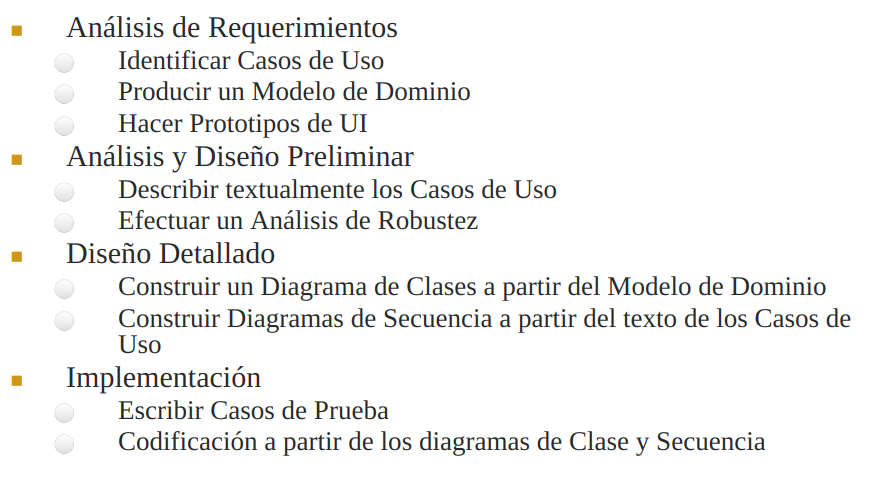 Análisis de Requerimientos
Identificar Casos de Uso
Producir un Modelo de Dominio
Hacer Prototipos de UI
Análisis y Diseño Preliminar
Describir textualmente los Casos de Uso
Efectuar un Análisis de Robustez
Diseño Detallado
Construir un Diagrama de Clases a partir del Modelo de Dominio
Construir Diagramas de Secuencia a partir del texto de los Casos de
Uso
Implementación
Escribir Casos de Prueba
Codificación a partir de los diagramas de Clase y Secuencia